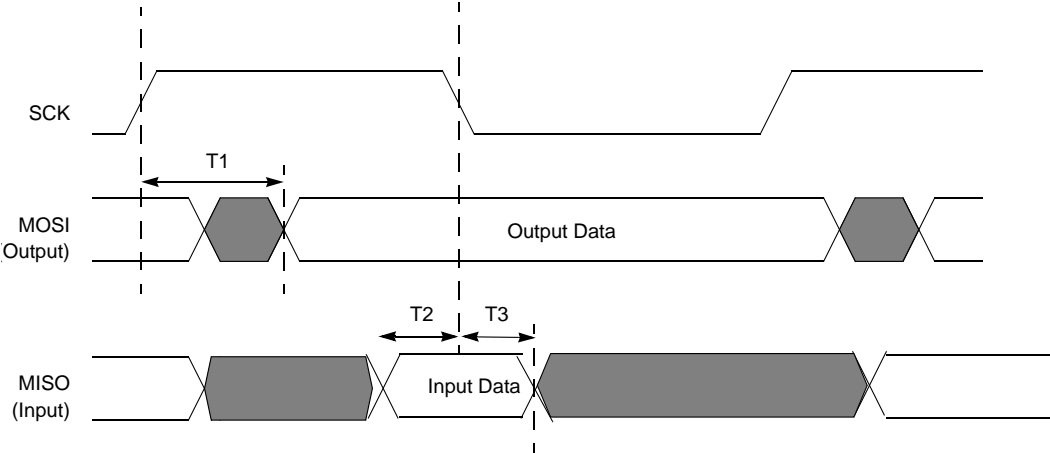 SCK
T1
MOSI
(Output)
Output Data
T2
T3
MISO
(Input)
Input Data